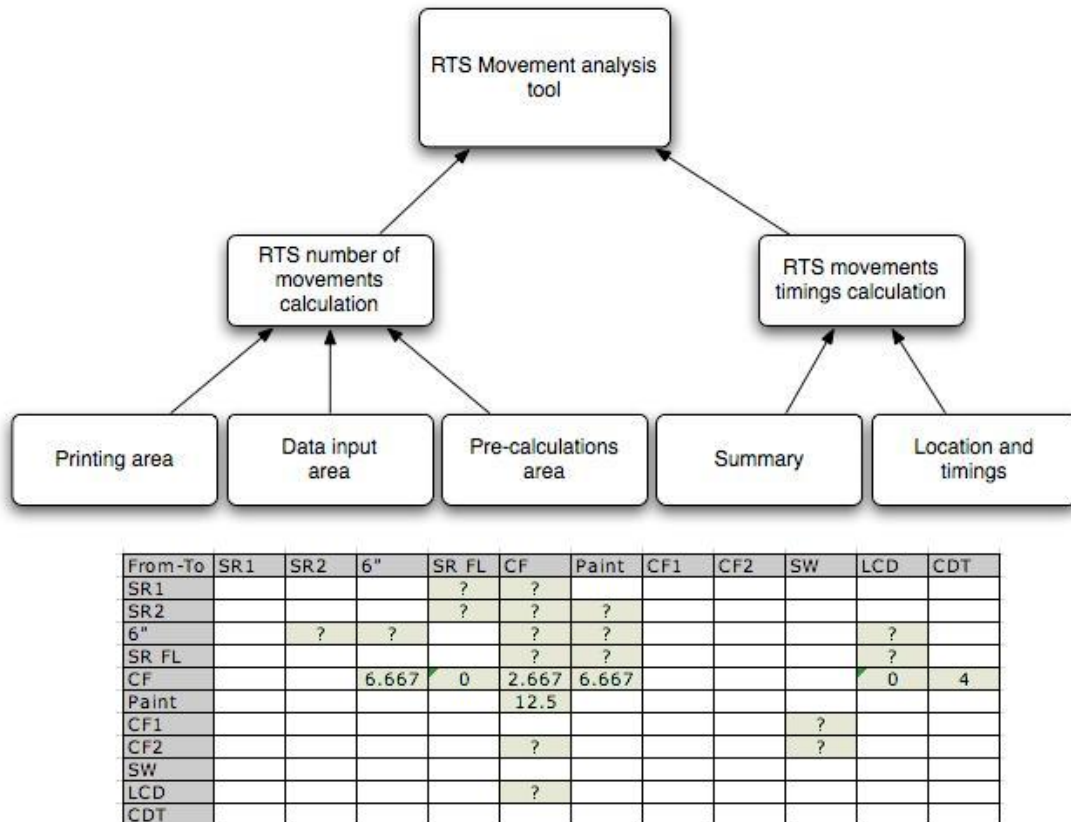 RTS Movement analysis
tool
RTS number of
movements
calculation
RTS movements
timings calculation
Printing area
Data input
area
Pre-calculations
area
Summary
Location and
timings
From-To SR1 SR2 6" SR FL CF Paint CF1 CF2 SW LCD CDT
SR1 ? ?
SR2 ? ? ?
6" ? ? ? ? ?
SR FL ? ? ?
CF 6.667 0 2.667 6.667 0 4
Paint 12.5
CF1 ?
CF2 ? ?
SW
LCD ?
CDT